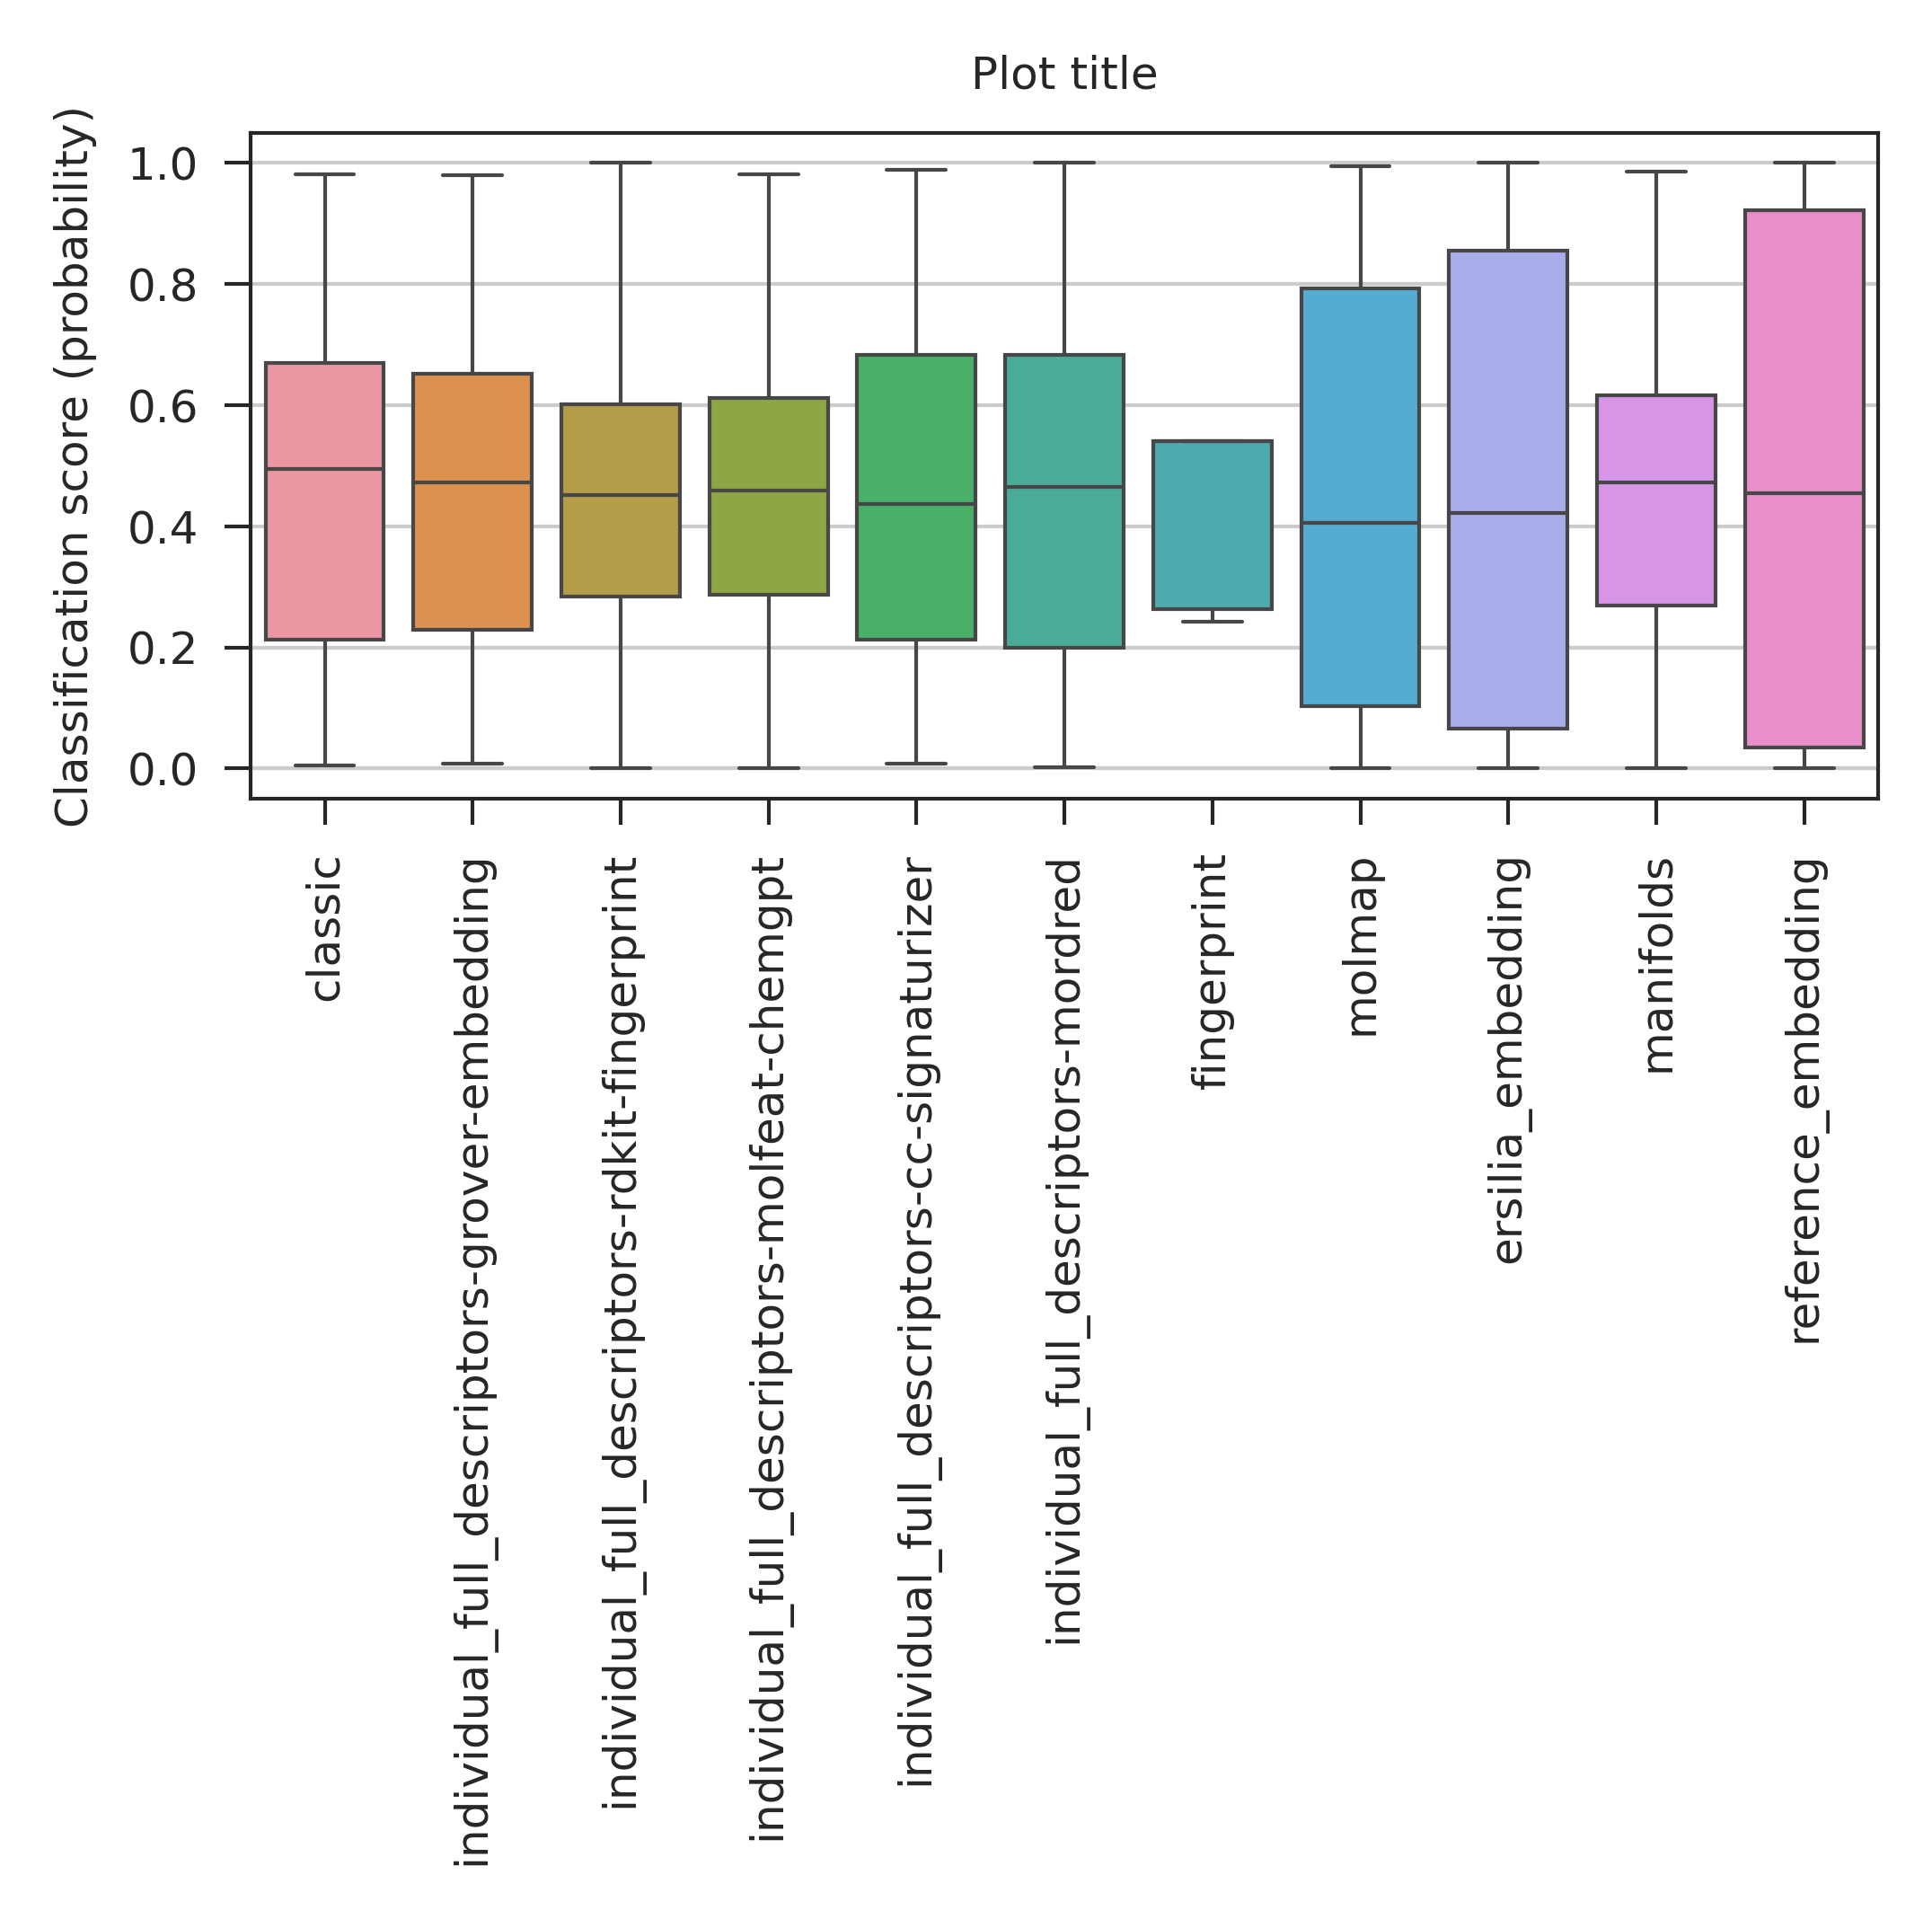 Plot title
Classification score (probability)
1.0
0.8
0.6
0.4
0.2
0.0
classic
individual_full_descriptors-grover-embedding
individual_full_descriptors-rdkit-fingerprint
individual_full_descriptors-molfeat-chemgpt
individual_full_descriptors-cc-signaturizer
individual_full_descriptors-mordred
fingerprint
molmap
ersilia_embedding
manifolds
reference_embedding